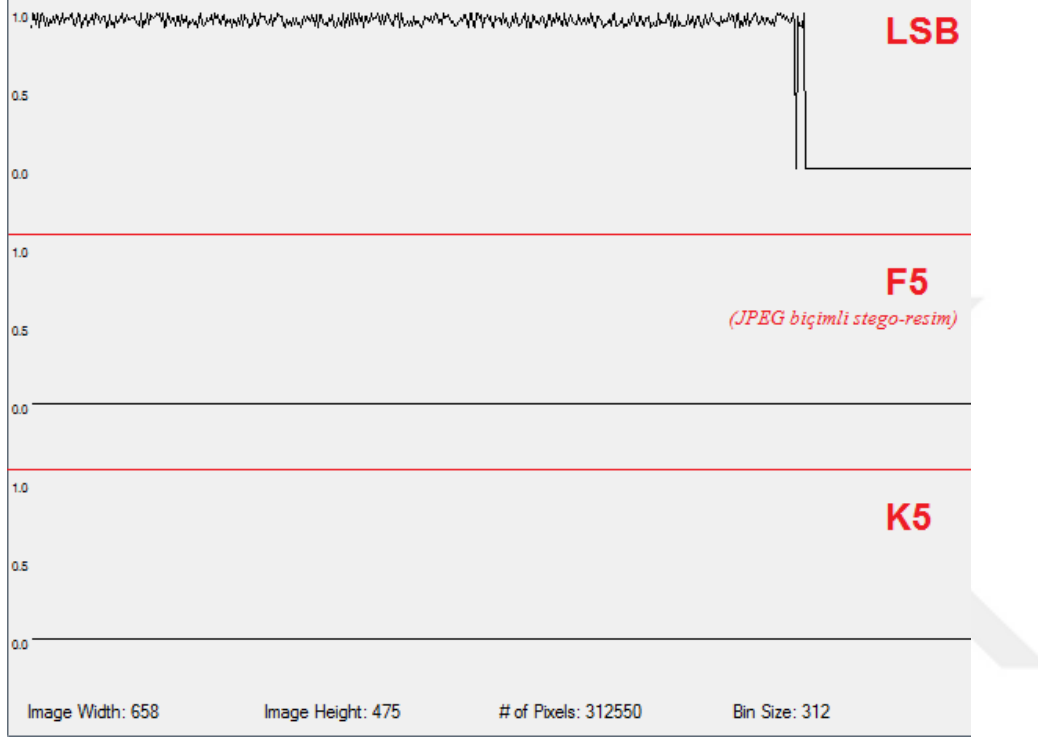 1.0
LSB
0.5
0.0
1.0
F5
(JPEG biçimli stego-resim)
0.5
0.0
1.0
K5
0.5
0.0
Image Width: 658 Image Height: 475 # of Pixels: 312550 Bin Size: 312